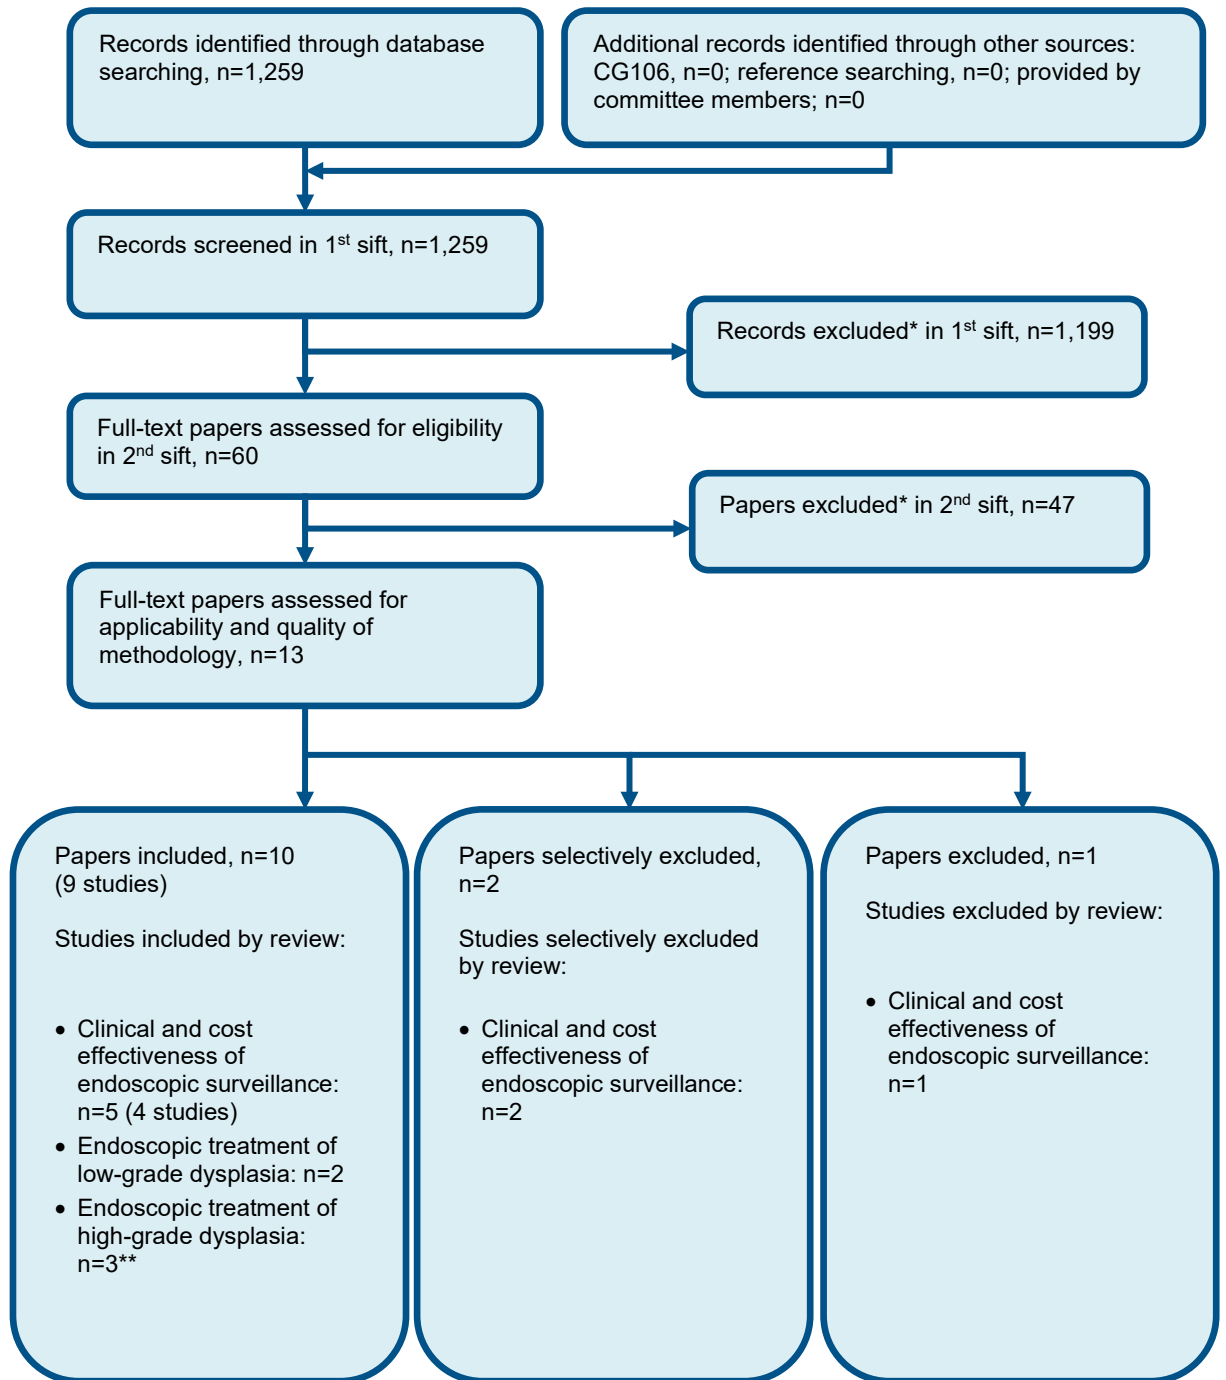 Records identified through database
searching, n=1,259
Additional records identified through other sources:
CG106, n=0; reference searching, n=0; provided by
committee members; n=0
Records screened in 1st sift, n=1,259
Records excluded* in 1st sift, n=1,199
Full-text papers assessed for eligibility
in 2nd sift, n=60
Papers excluded* in 2nd sift, n=47
Full-text papers assessed for
applicability and quality of
methodology, n=13
Papers included, n=10
(9 studies)
Studies included by review:
• Clinical and cost
effectiveness of
endoscopic surveillance:
n=5 (4 studies)
• Endoscopic treatment of
low-grade dysplasia: n=2
• Endoscopic treatment of
high-grade dysplasia:
n=3**
Papers selectively excluded,
n=2
Studies selectively excluded
by review:
• Clinical and cost
effectiveness of
endoscopic surveillance:
n=2
Papers excluded, n=1
Studies excluded by review:
• Clinical and cost
effectiveness of
endoscopic surveillance:
n=1